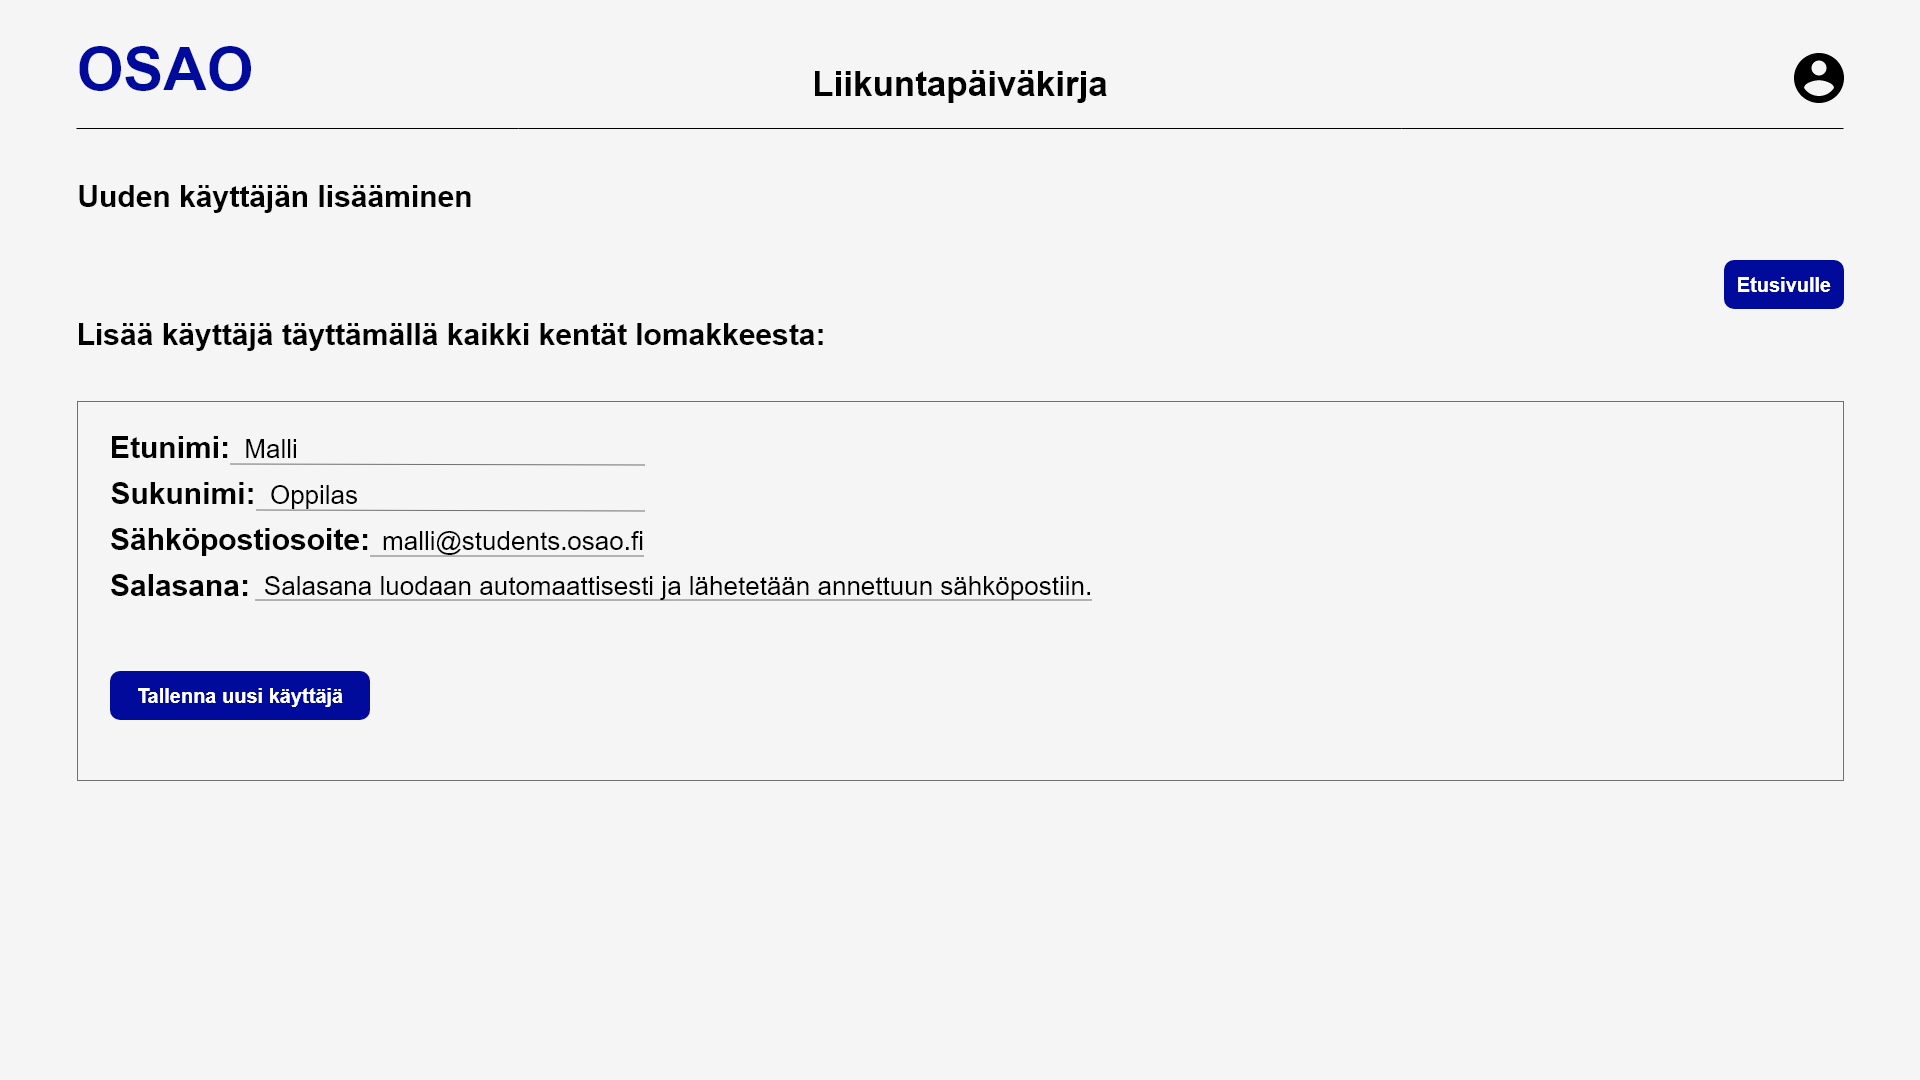 OSAO
Liikuntapäiväkirja
Uuden käyttäjän lisääminen
Etusivulle
Lisää käyttäjä täyttämällä kaikki kentät lomakkeesta:
Etunimi: Malli
Sukunimi: Oppilas
Sähköpostiosoite: malli@students.osao.fi
Salasana: Salasana luodaan automaattisesti ja lähetetään annettuun sähköpostiin.
Tallenna uusi käyttäjä